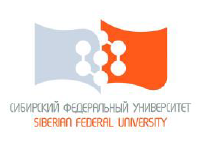 СИБИРСКИЙ ФЕДЕРАЛЬНЫЙ УНИВЕРСИТЕТ
SIBERIAN FEDERAL UNIVERSITY